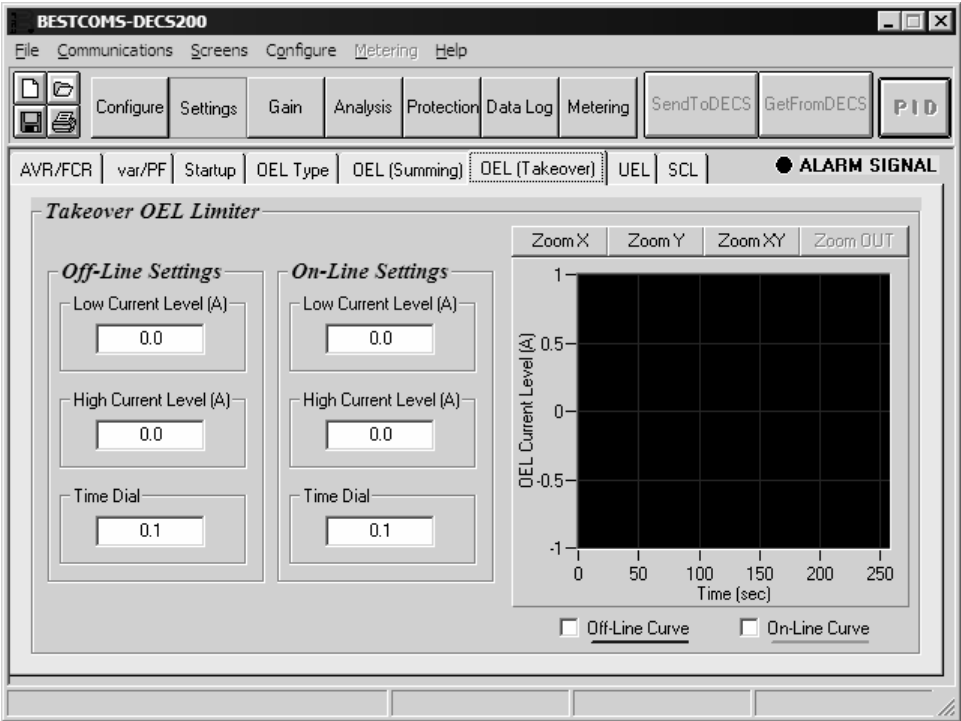 BESTCOMS-DECS200
File Communications Screens Configure Metering Help
Configure Settings Gain Analysis Protection Data Log Metering SendToDECS GetFromDECS PID
AVR/FCR var/PF Startup OEL Type OEL (Summing) OEL (Takeover) UEL SCL ALARM SIGNAL
Takeover OEL Limiter
Zoom X Zoom Y Zoom XY Zoom OUT
Off-Line Settings
Low Current Level (A)
0.0
High Current Level (A)
0.0
Time Dial
0.1
On-Line Settings
Low Current Level (A)
0.0
High Current Level (A)
0.0
Time Dial
0.1
OEL Current Level (A)
1
0.5
0
-0.5
-1
0 50 100 150 200 250
Time (sec)
Off-Line Curve On-Line Curve